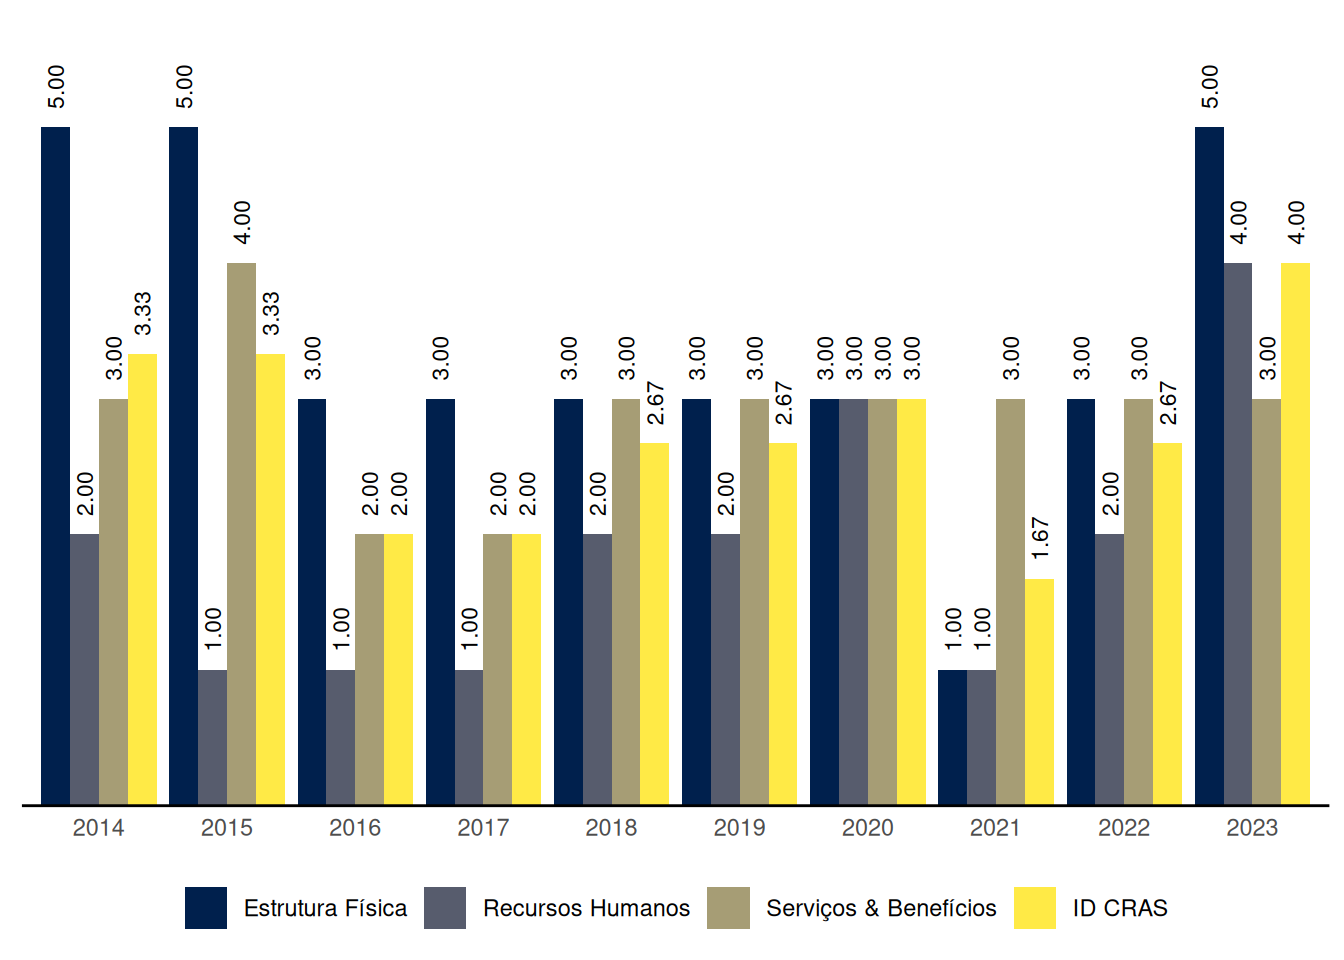 5.00 2.00 3.00 3.33 5.00 1.00 4.00 3.33 3.00 1.00 2.00 2.00 3.00 1.00 2.00 2.00 3.00 2.00 3.00 2.67 3.00 2.00 3.00 2.67 3.00 3.00 3.00 3.00 1.00 1.00 3.00 1.67 3.00 2.00 3.00 2.67 5.00 4.00 3.00 4.00
2014 2015 2016 2017 2018 2019 2020 2021 2022 2023
Estrutura Física Recursos Humanos Serviços & Benefícios ID CRAS